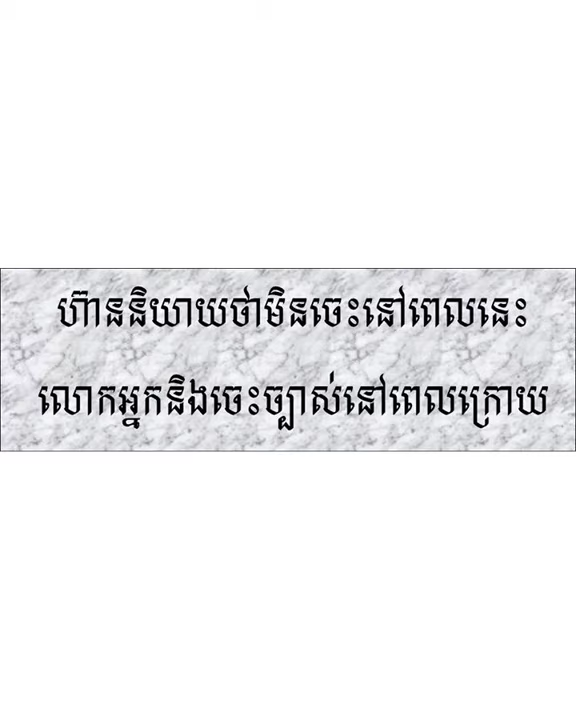 ហ៊ាននិយាយថាមិនចេះនៅពេលនេះ
លោកអ្នកនិងចេះច្បាស់នៅពេលក្រោយ